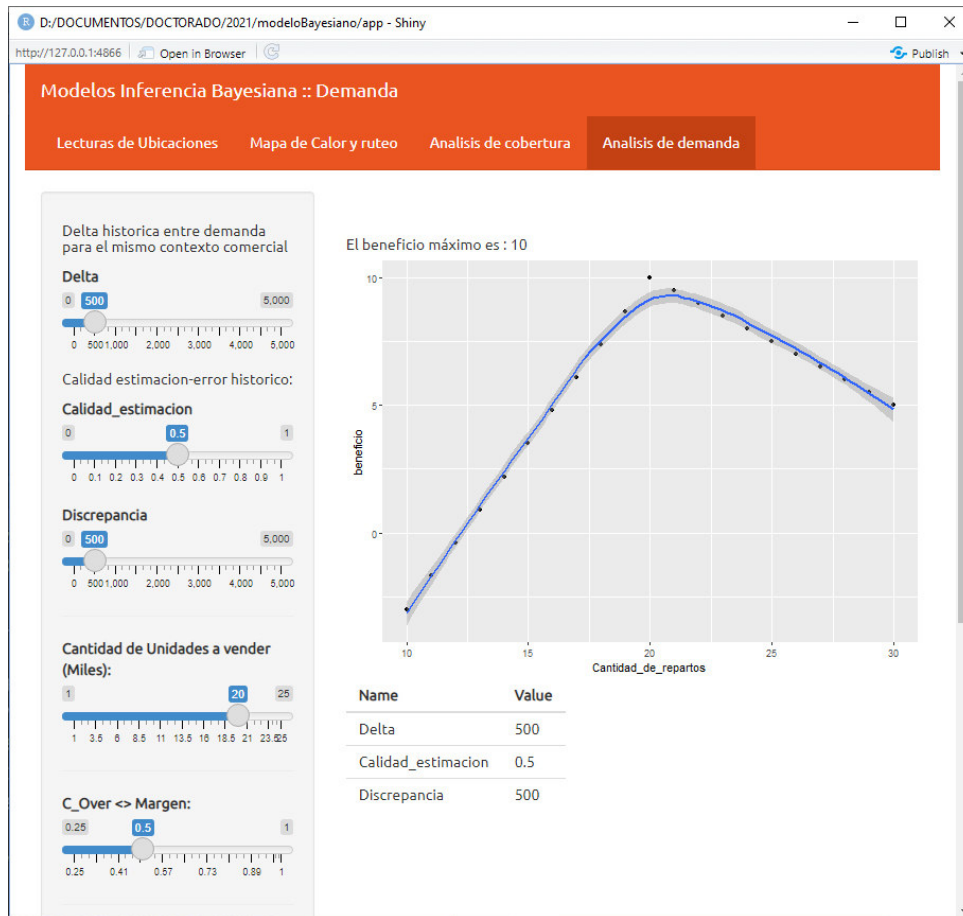 D:/DOCUMENTOS/DOCTORADO/2021/modeloBayesiano/app - Shiny
http://127.0.0.1:4866 Open in Browser Publish
Modelos Inferencia Bayesiana :: Demanda
Lecturas de Ubicaciones Mapa de Calor y ruteo Analisis de cobertura Analisis de demanda
Delta historica entre demanda
para el mismo contexto comercial
Delta
0 500 5,000
0 500 1,000 2,000 3,000 4,000 5,000
Calidad estimacion-error historico:
Calidad_estimacion
0 0.5 1
0 0.1 0.2 0.3 0.4 0.5 0.6 0.7 0.8 0.9 1
Discrepancia
0 500 5,000
0 500 1,000 2,000 3,000 4,000 5,000
Cantidad de Unidades a vender
(Miles):
1 20 25
1 3.5 6 8.5 11 13.5 16 18.5 21 23.5 25
C_Over <> Margen:
0.25 0.5 1
0.25 0.41 0.57 0.73 0.89 1
El beneficio máximo es : 10
10
5
0
beneficio
10 15 20 25 30
Cantidad_de_repartos
Name Value
Delta 500
Calidad_estimacion 0.5
Discrepancia 500